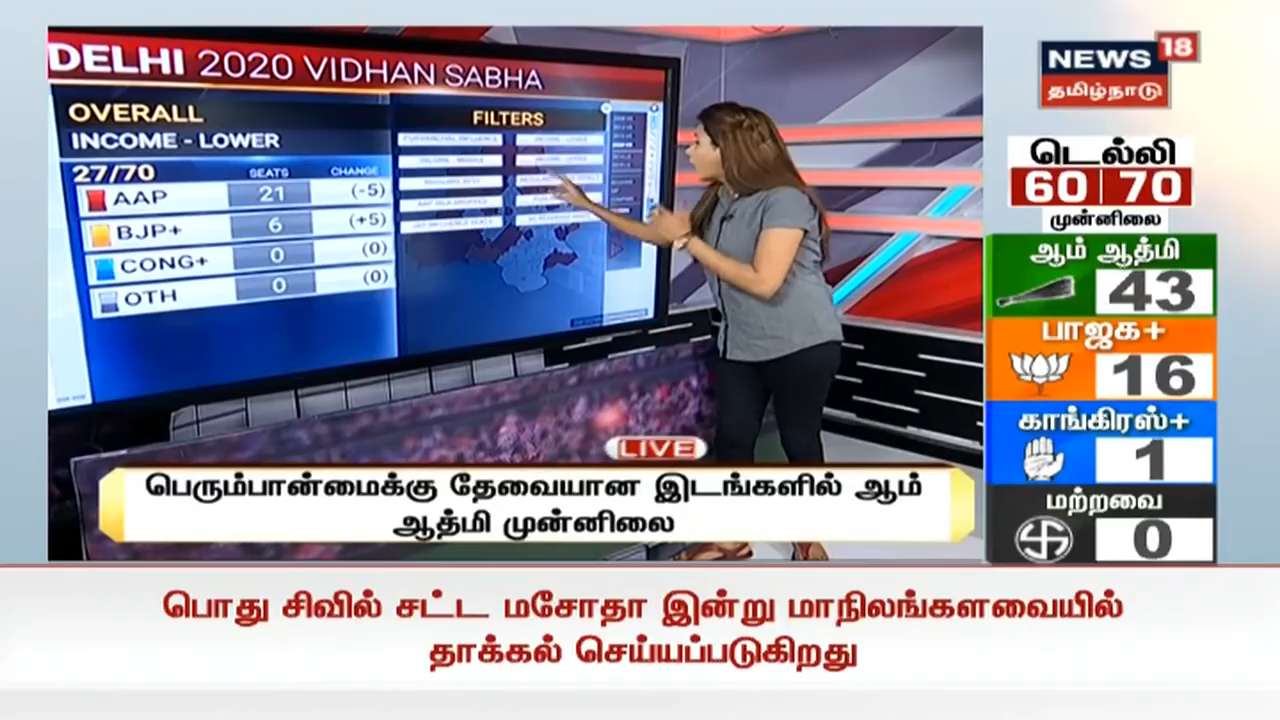 DELHI 2020 VIDHAN SABHA
OVERALL
INCOME - LOWER
27/70 SEATS CHANGE
AAP 21 (-5)
BJP+ 6 (+5)
CONG+ 0 (0)
OTH 0 (0)
FILTERS
NEWS 18
தமிழ்நாடு
டெல்லி
60 70
முன்னிலை
ஆம் ஆத்மி
43
பாஜக+
16
காங்கிரஸ்+
1
மற்றவை
0
LIVE
பெரும்பான்மைக்கு தேவையான இடங்களில் ஆம்
ஆத்மி முன்னிலை
பொது சிவில் சட்ட மசோதா இன்று மாநிலங்களவையில்
தாக்கல் செய்யப்படுகிறது